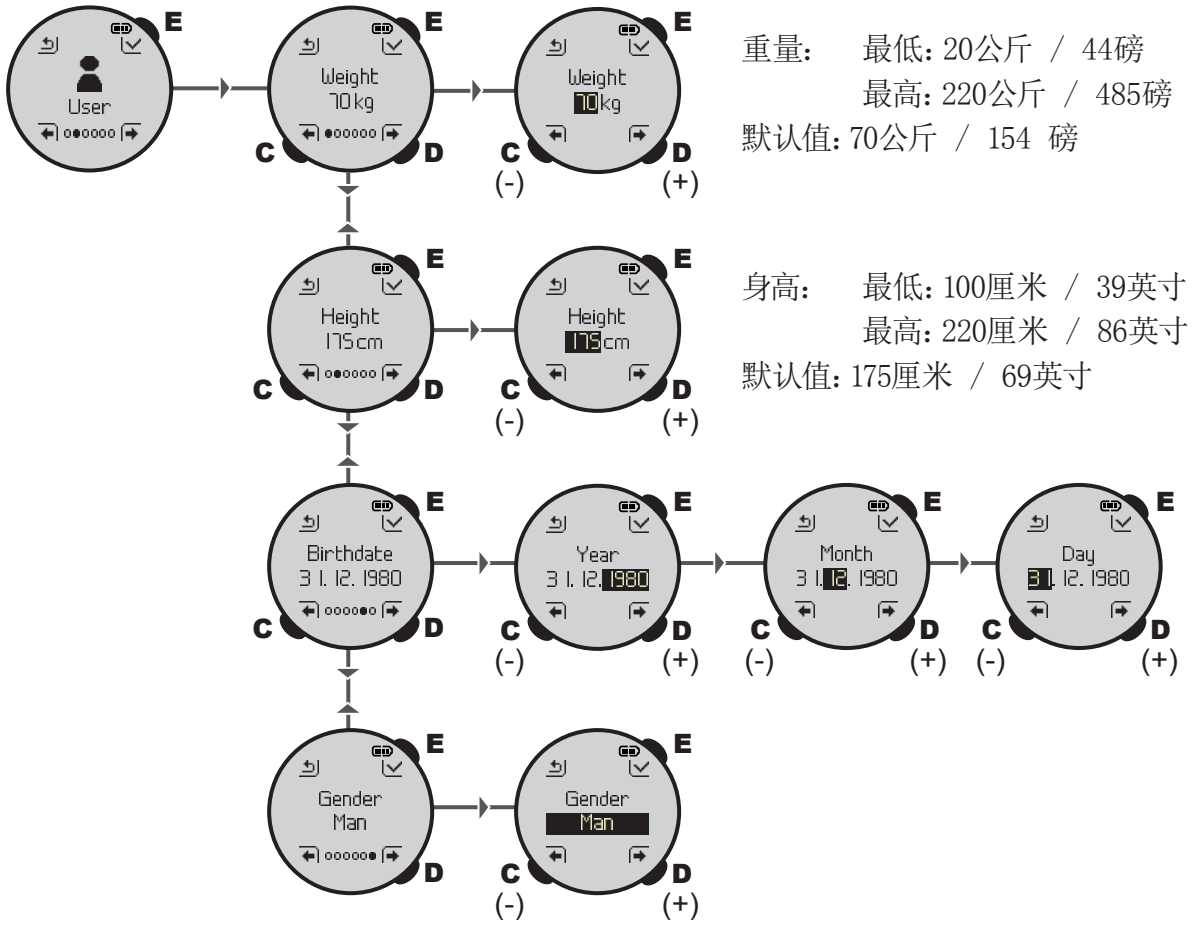 E
User
E
Weight
70kg
C
D
E
Weight
70kg
C
(-)
D
(+)
重量： 最低：20公斤 / 44磅
最高：220公斤 / 485磅
默认值：70公斤 / 154 磅
E
Height
175cm
C
D
E
Height
175cm
C
(-)
D
(+)
身高： 最低：100厘米 / 39英寸
最高：220厘米 / 86英寸
默认值：175厘米 / 69英寸
E
Birthdate
31.12.1980
C
D
E
Year
31.12.1980
C
(-)
D
(+)
E
Month
31.12.1980
C
(-)
D
(+)
E
Day
31.12.1980
C
(-)
D
(+)
E
Gender
Man
D
E
Gender
Man
C
(-)
D
(+)